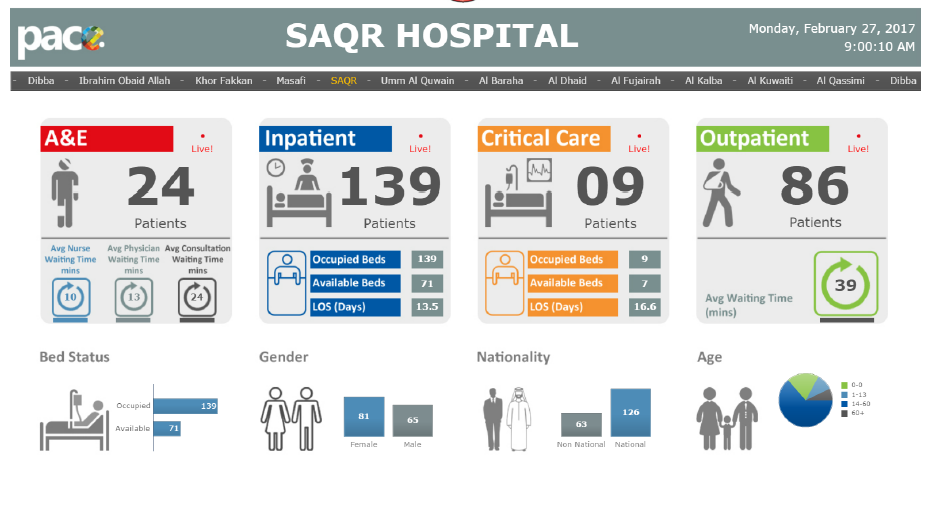 pace
SAQR HOSPITAL
Monday, February 27, 2017
9:00:10 AM
- Dibba - Ibrahim Obaid Allah - Khor Fakkan - Masafi - SAQR - Umm Al Quwain - Al Baraha - Al Dhaid - Al Fujairah - Al Kalba - Al Kuwaiti - Al Qassimi - Dibba
A&E
Live!
24
Patients
Avg Nurse
Waiting Time
mins
10
Avg Physician
Waiting Time
mins
13
Avg Consultation
Waiting Time
mins
24
Inpatient
Live!
139
Patients
Occupied Beds 139
Available Beds 71
LOS (Days) 13.5
Critical Care
Live!
09
Patients
Occupied Beds 9
Available Beds 7
LOS (Days) 16.6
Outpatient
Live!
86
Patients
Avg Waiting Time
(mins)
39
Bed Status
Occupied 139
Available 71
Gender
81
65
Female Male
Nationality
63
126
Non National National
Age
0-0
1-13
14-60
60+